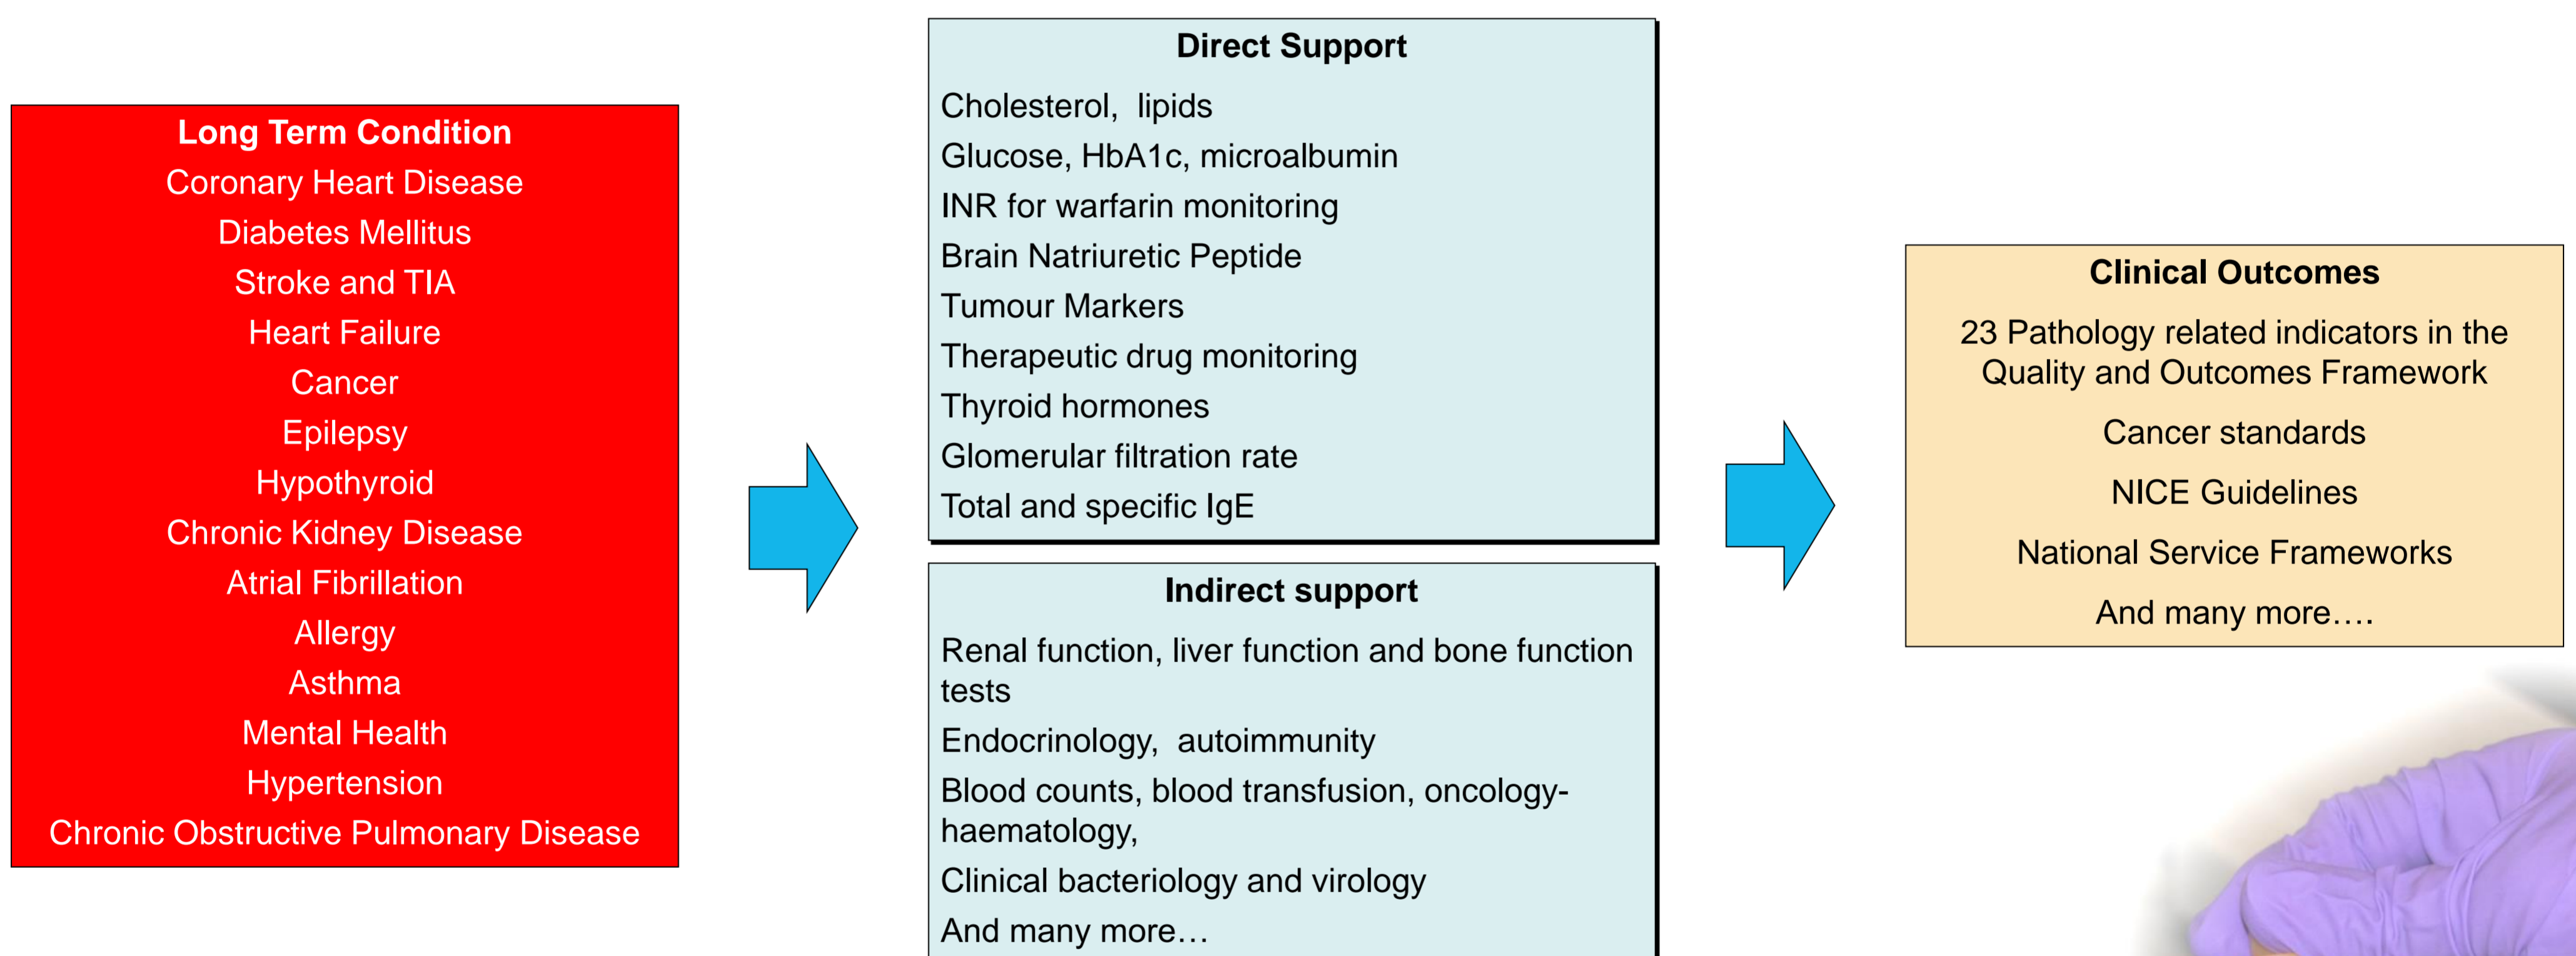 Long Term Condition
Coronary Heart Disease
Diabetes Mellitus
Stroke and TIA
Heart Failure
Cancer
Epilepsy
Hypothyroid
Chronic Kidney Disease
Atrial Fibrillation
Allergy
Asthma
Mental Health
Hypertension
Chronic Obstructive Pulmonary Disease
Direct Support
Cholesterol, lipids
Glucose, HbA1c, microalbumin
INR for warfarin monitoring
Brain Natriuretic Peptide
Tumour Markers
Therapeutic drug monitoring
Thyroid hormones
Glomerular filtration rate
Total and specific IgE
Indirect support
Renal function, liver function and bone function
tests
Endocrinology, autoimmunity
Blood counts, blood transfusion, oncology-
haematology,
Clinical bacteriology and virology
And many more…
Clinical Outcomes
23 Pathology related indicators in the
Quality and Outcomes Framework
Cancer standards
NICE Guidelines
National Service Frameworks
And many more….